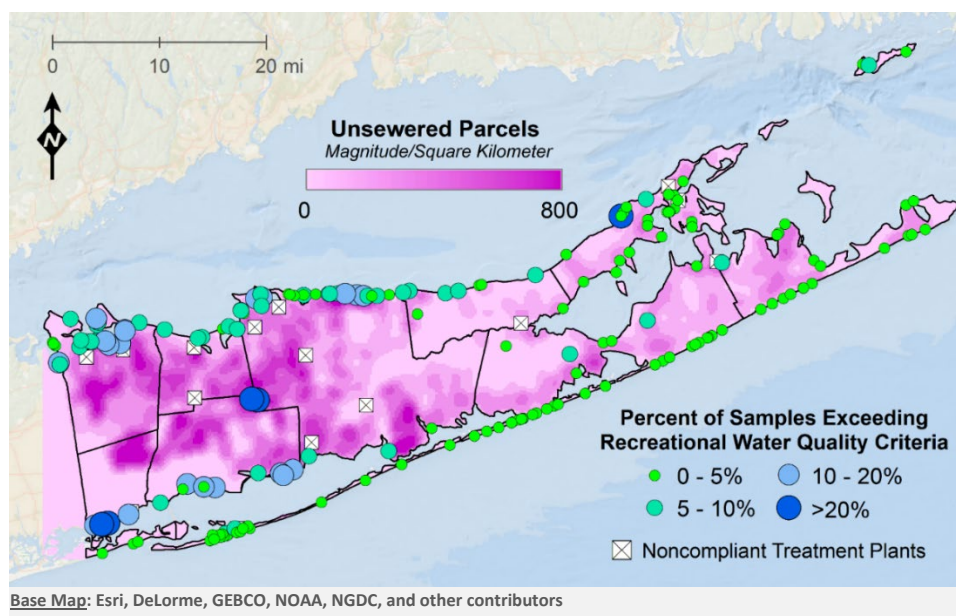 0 10 20 mi
N
Unsewered Parcels
Magnitude/Square Kilometer
0 800
Percent of Samples Exceeding
Recreational Water Quality Criteria
0 - 5% 10 - 20%
5 - 10% >20%
Noncompliant Treatment Plants
Base Map: Esri, DeLorme, GEBCO, NOAA, NGDC, and other contributors